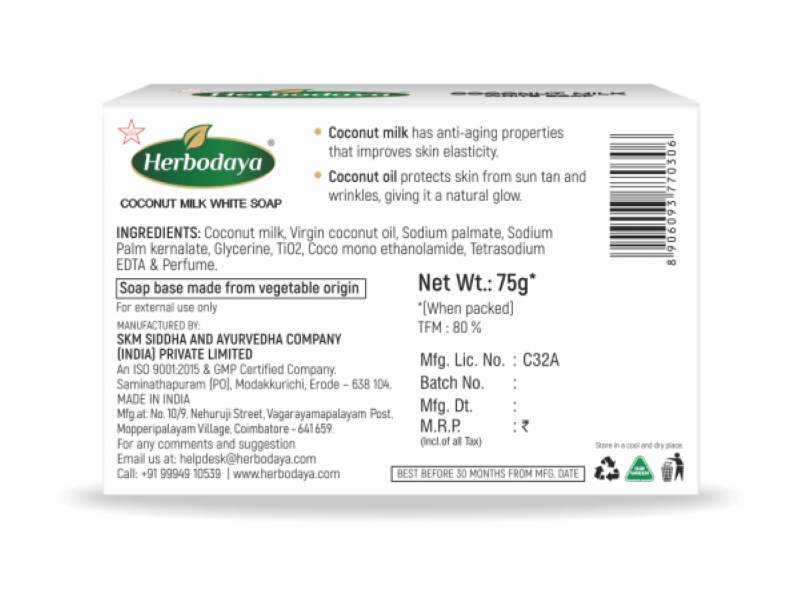 Herbodaya
COCONUT MILK
Herbodaya®
COCONUT MILK WHITE SOAP
Coconut milk has anti-aging properties
that improves skin elasticity.
Coconut oil protects skin from sun tan and
wrinkles, giving it a natural glow.
8906093770306
INGREDIENTS: Coconut milk, Virgin coconut oil, Sodium palmate, Sodium
Palm kernalate, Glycerine, TiO2, Coco mono ethanolamide, Tetrasodium
EDTA & Perfume.
Soap base made from vegetable origin
For external use only
MANUFACTURED BY:
SKM SIDDHA AND AYURVEDHA COMPANY
(INDIA) PRIVATE LIMITED
An ISO 9001:2015 & GMP Certified Company.
Saminathapuram (PO), Modakkurichi, Erode – 638 104.
MADE IN INDIA
Mfg.at: No. 10/9, Nehuruji Street, Vagarayamapalayam Post,
Mopperipalayam Village, Coimbatore - 641 659.
For any comments and suggestion
Email us at: helpdesk@herbodaya.com
Call: +91 99949 10539 | www.herbodaya.com
Net Wt.: 75g*
*(When packed)
TFM : 80 %
Mfg. Lic. No. : C32A
Batch No. :
Mfg. Dt. :
M.R.P. : ₹
(Incl.of all Tax)
BEST BEFORE 30 MONTHS FROM MFG. DATE
Store in a cool and dry place.